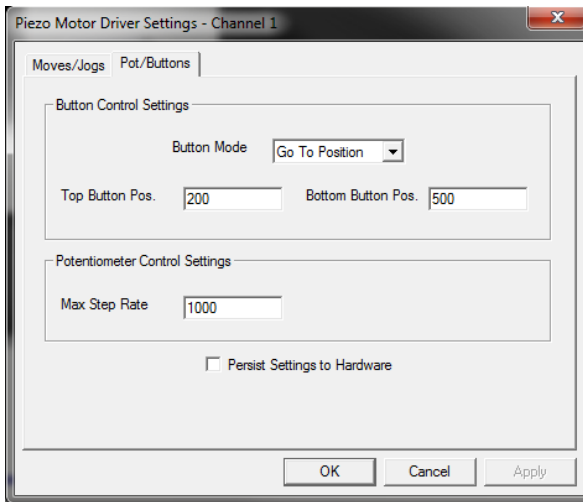 Piezo Motor Driver Settings - Channel 1
Moves/Jogs Pot/Buttons
Button Control Settings
Button Mode Go To Position
Top Button Pos. 200 Bottom Button Pos. 500
Potentiometer Control Settings
Max Step Rate 1000
Persist Settings to Hardware
OK Cancel Apply